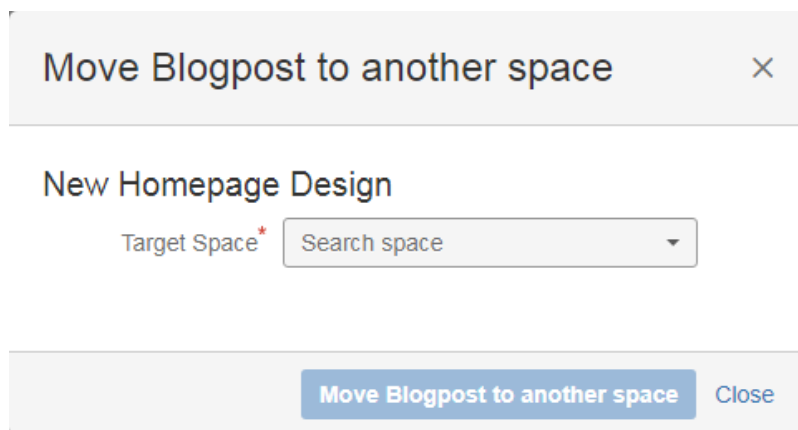 Move Blogpost to another space ×
New Homepage Design
Target Space* Search space
Move Blogpost to another space Close